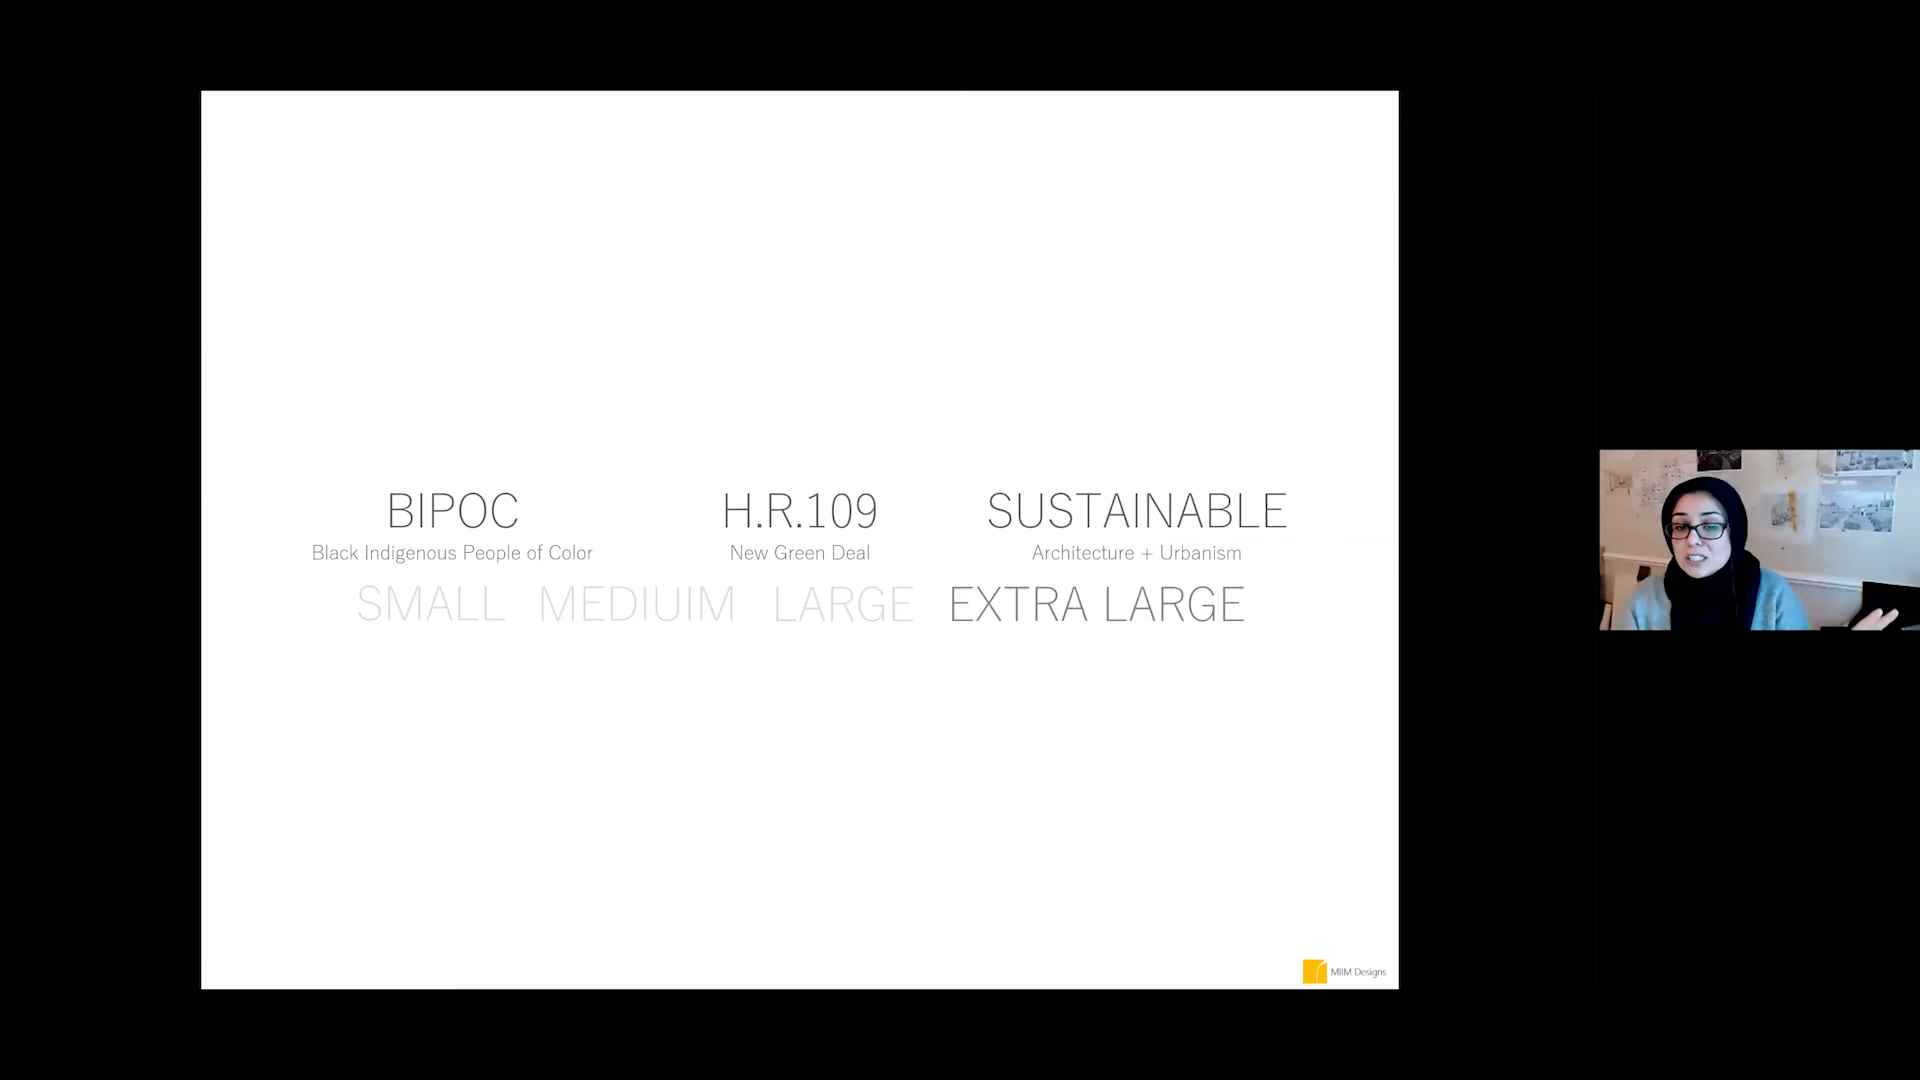 BIPOC H.R.109 SUSTAINABLE
Black Indigenous People of Color New Green Deal Architecture + Urbanism
SMALL MEDIUIM LARGE EXTRA LARGE
MIIM Designs